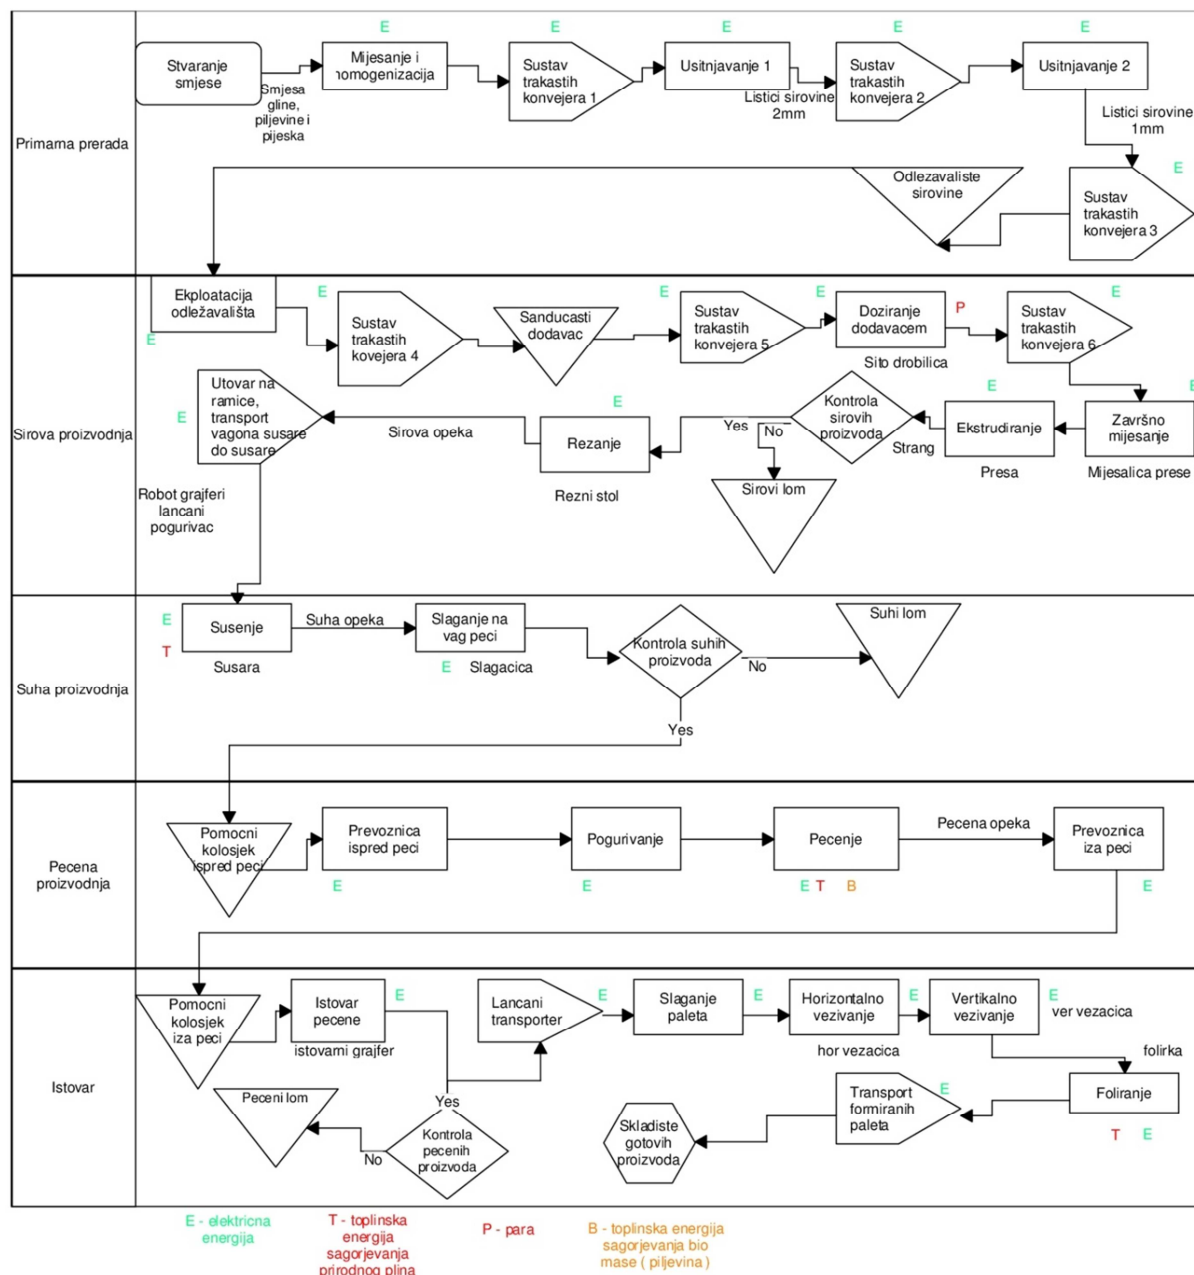 Primarna prerada
Stvaranje
smjese
Smjesa
gline,
piljevine i
pijeska
E
Mijesanje i
homogenizacija
E
Sustav
trakastih
konvejera 1
E
Usitnjavanje 1
Listici sirovine
2mm
E
Sustav
trakastih
konvejera 2
E
Usitnjavanje 2
Listici sirovine
1mm
E
Sustav
trakastih
konvejera 3
Odlezavaliste
sirovine
Sirova proizvodnja
Ekploatacija
odležavališta
E
E
Sustav
trakastih
kovejera 4
Sanducasti
dodavac
E
Sustav
trakastih
konvejera 5
E
Doziranje
dodavacem
Sito drobilica
P
E
Sustav
trakastih
konvejera 6
E
Završno
mijesanje
Mijesalica prese
E
Ekstrudiranje
Presa
Strang
Kontrola
sirovih
proizvoda
Yes
No
Sirovi lom
E
Rezanje
Rezni stol
Sirova opeka
E
Utovar na
ramice,
transport
vagona susare
do susare
Robot grajferi
lancani
pogurivac
Suha proizvodnja
E
T
Susenje
Susara
Suha opeka
Slaganje na
vag peci
E
Slagacica
Kontrola suhih
proizvoda
No
Yes
Suhi lom
Pecena
proizvodnja
Pomocni
kolosjek
ispred peci
Prevoznica
ispred peci
E
Pogurivanje
E
Pecenje
E T B
Pecena opeka
Prevoznica
iza peci
E
Istovar
Pomocni
kolosjek
iza peci
Istovar
pecene
E
istovarni grajfer
Yes
Kontrola
pecenih
proizvoda
No
Peceni lom
Lancani
transporter
E
Slaganje
paleta
E
Horizontalno
vezivanje
hor vezacica
E
Vertikalno
vezivanje
E
ver vezacica
folirka
Foliranje
T E
E
Transport
formiranih
paleta
Skladiste
gotovih
proizvoda
E - elektricna
energija
T - toplinska
energija
sagorjevanja
prirodnog plina
P - para
B - toplinska energija
sagorjevanja bio
mase ( piljevina )